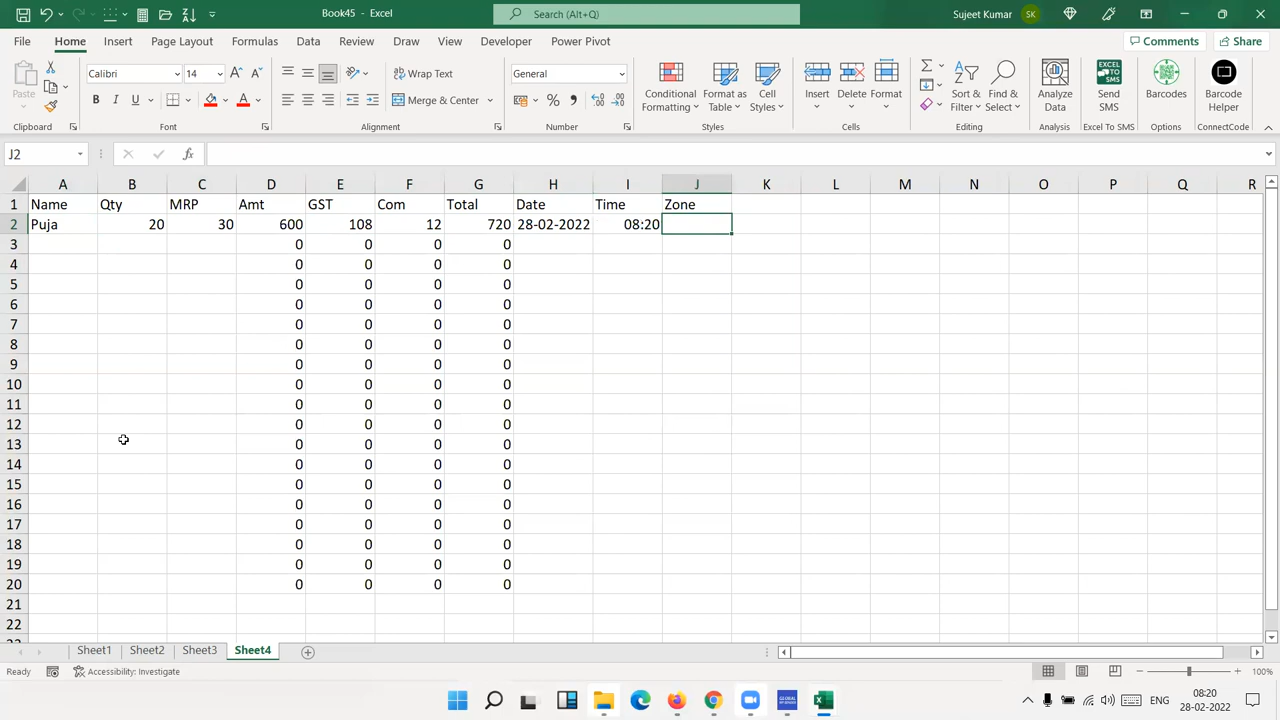 Book45 - Excel
Search (Alt+Q)
Sujeet Kumar
SK
File Home Insert Page Layout Formulas Data Review View Draw Developer Power Pivot
Comments
Share
Paste
Calibri
14
Wrap Text
Merge & Center
General
Conditional Formatting
Format as Table
Cell Styles
Insert
Delete
Format
Sort & Filter
Find & Select
Analyze Data
Send SMS
Barcodes
Barcode Helper
Clipboard Font Alignment Number Styles Cells Editing Analysis Excel To SMS Options ConnectCode
J2
fx
A B C D E F G H I J K L M N O P Q R
1 Name Qty MRP Amt GST Com Total Date Time Zone
2 Puja 20 30 600 108 12 720 28-02-2022 08:20
3 0 0 0 0
4 0 0 0 0
5 0 0 0 0
6 0 0 0 0
7 0 0 0 0
8 0 0 0 0
9 0 0 0 0
10 0 0 0 0
11 0 0 0 0
12 0 0 0 0
13 0 0 0 0
14 0 0 0 0
15 0 0 0 0
16 0 0 0 0
17 0 0 0 0
18 0 0 0 0
19 0 0 0 0
20 0 0 0 0
21
22
Sheet1 Sheet2 Sheet3 Sheet4
Ready
Accessibility: Investigate
100%
ENG
08:20
28-02-2022